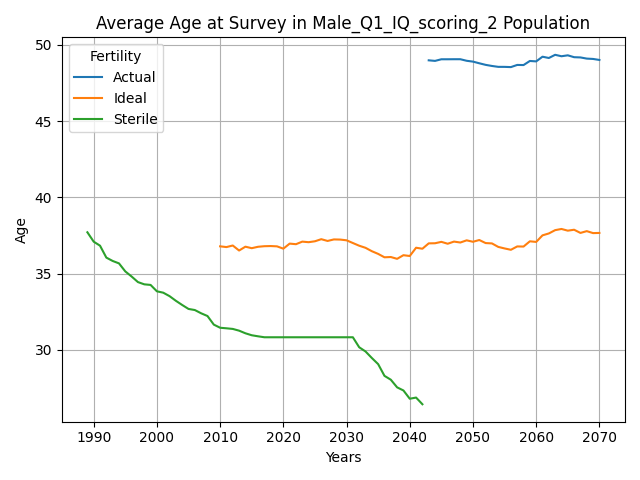 Average Age at Survey in Male_Q1_IQ_scoring_2 Population
Fertility
Actual
Ideal
Sterile
50
45
40
35
30
Age
1990 2000 2010 2020 2030 2040 2050 2060 2070
Years